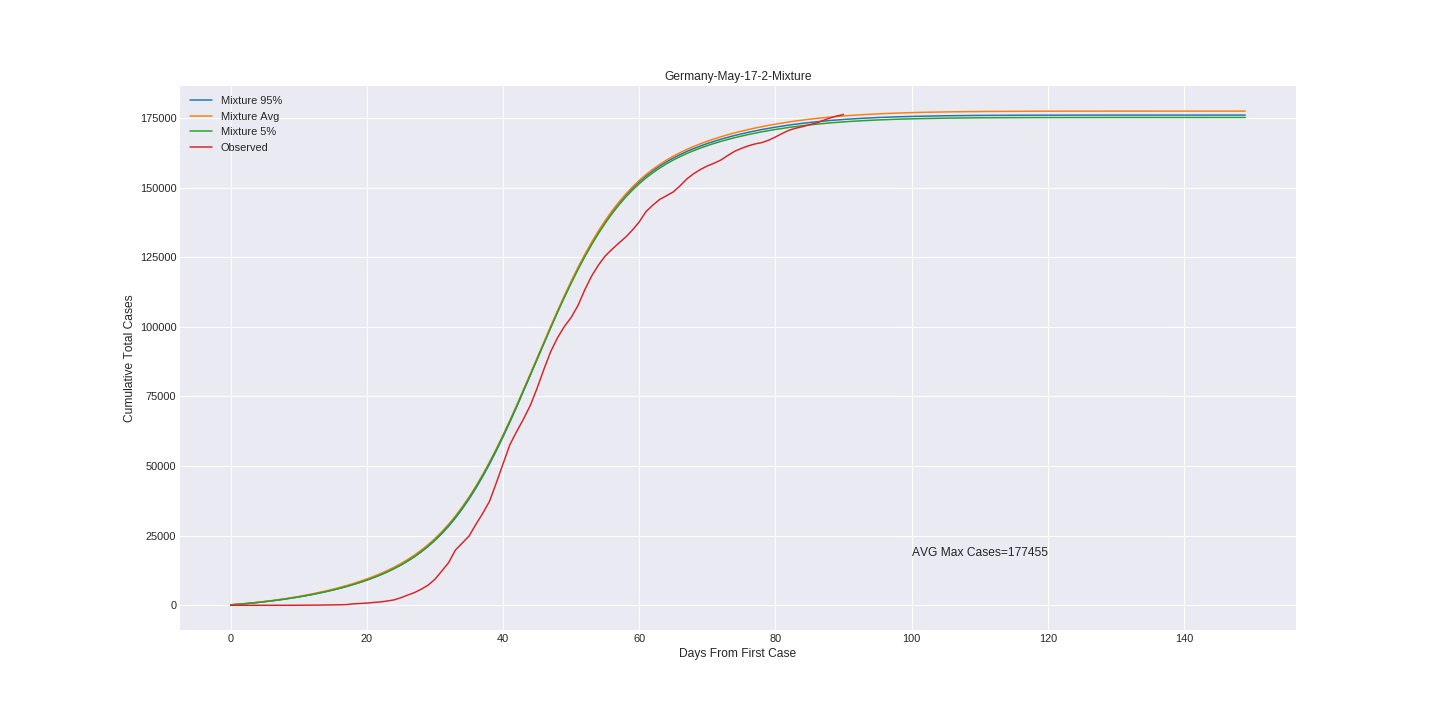 Germany-May-17-2-Mixture
Mixture 95%
Mixture Avg
Mixture 5%
Observed
175000
150000
125000
100000
75000
50000
25000
0
Cumulative Total Cases
AVG Max Cases=177455
0 20 40 60 80 100 120 140
Days From First Case